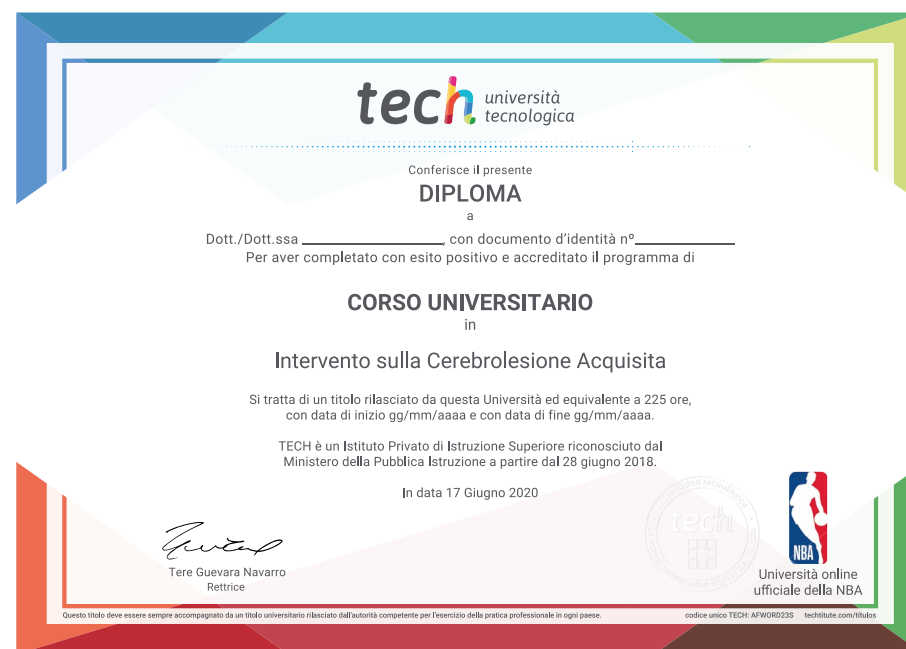 tech università
tecnologica
Conferisce il presente
DIPLOMA
a
Dott./Dott.ssa ____________________, con documento d'identità nº______________
Per aver completato con esito positivo e accreditato il programma di
CORSO UNIVERSITARIO
in
Intervento sulla Cerebrolesione Acquisita
Si tratta di un titolo rilasciato da questa Università ed equivalente a 225 ore,
con data di inizio gg/mm/aaaa e con data di fine gg/mm/aaaa.
TECH è un Istituto Privato di Istruzione Superiore riconosciuto dal
Ministero della Pubblica Istruzione a partire dal 28 giugno 2018.
In data 17 Giugno 2020
tech
Tere Guevara Navarro
Rettrice
NBA
Università online
ufficiale della NBA
Questo titolo deve essere sempre accompagnato da un titolo universitario rilasciato dall'autorità competente per l'esercizio della pratica professionale in ogni paese.
codice unico TECH: AFWORD23S techtitute.com/titulos